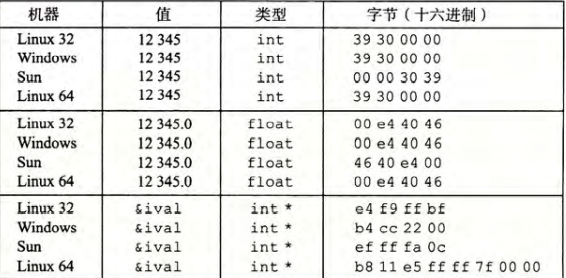 机器 值 类型 字节（十六进制）
Linux 32 12 345 int 39 30 00 00
Windows 12 345 int 39 30 00 00
Sun 12 345 int 00 00 30 39
Linux 64 12 345 int 39 30 00 00
Linux 32 12 345.0 float 00 e4 40 46
Windows 12 345.0 float 00 e4 40 46
Sun 12 345.0 float 46 40 e4 00
Linux 64 12 345.0 float 00 e4 40 46
Linux 32 &ival int * e4 f9 ff bf
Windows &ival int * b4 cc 22 00
Sun &ival int * ef ff fa 0c
Linux 64 &ival int * b8 11 e5 ff ff 7f 00 00